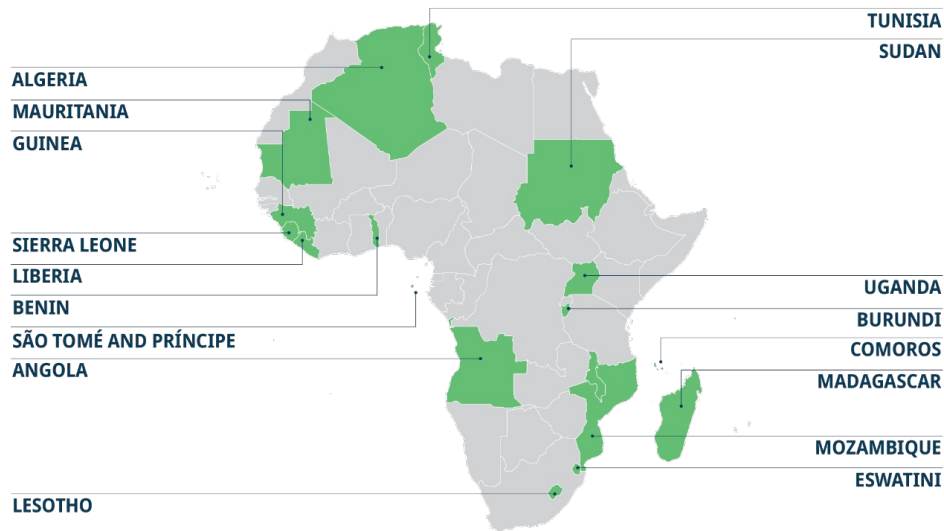 TUNISIA
SUDAN
ALGERIA
MAURITANIA
GUINEA
SIERRA LEONE
LIBERIA
BENIN
SÃO TOMÉ AND PRÍNCIPE
ANGOLA
LESOTHO
UGANDA
BURUNDI
COMOROS
MADAGASCAR
MOZAMBIQUE
ESWATINI